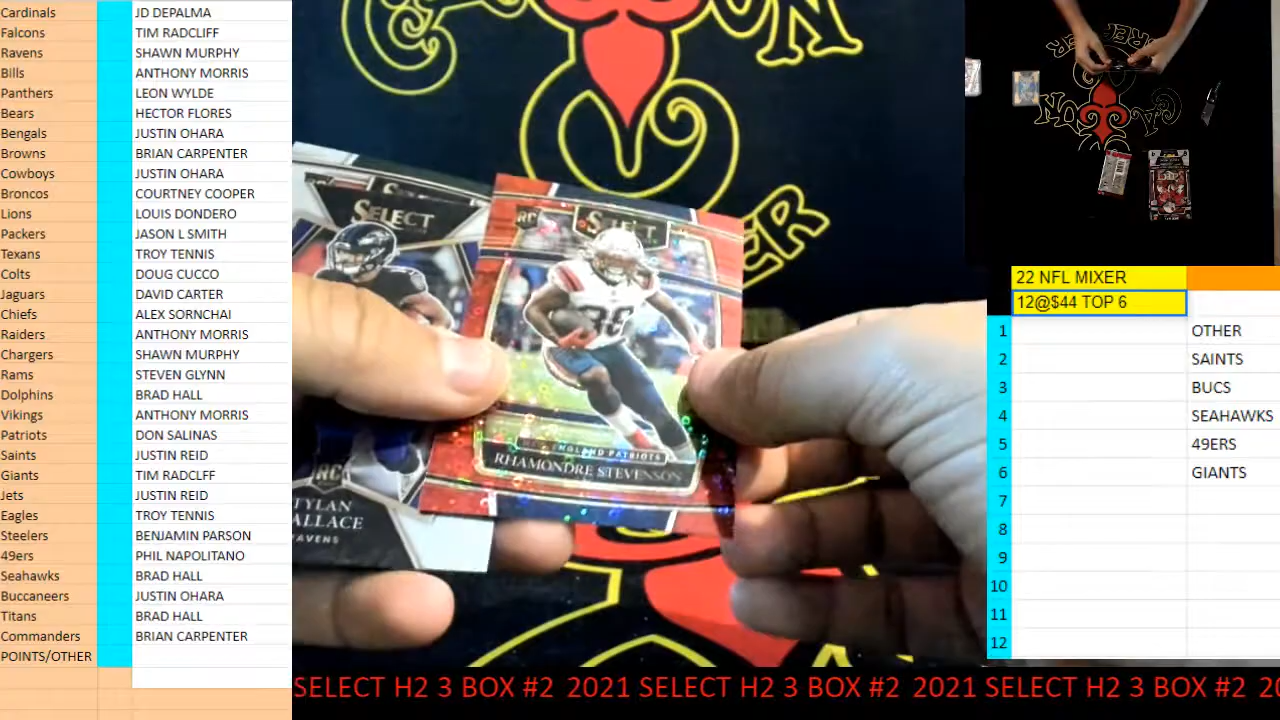 Cardinals JD DEPALMA
Falcons TIM RADCLIFF
Ravens SHAWN MURPHY
Bills ANTHONY MORRIS
Panthers LEON WYLDE
Bears HECTOR FLORES
Bengals JUSTIN OHARA
Browns BRIAN CARPENTER
Cowboys JUSTIN OHARA
Broncos COURTNEY COOPER
Lions LOUIS DONDERO
Packers JASON L SMITH
Texans TROY TENNIS
Colts DOUG CUCCO
Jaguars DAVID CARTER
Chiefs ALEX SORNCHAI
Raiders ANTHONY MORRIS
Chargers SHAWN MURPHY
Rams STEVEN GLYNN
Dolphins BRAD HALL
Vikings ANTHONY MORRIS
Patriots DON SALINAS
Saints JUSTIN REID
Giants TIM RADCLFF
Jets JUSTIN REID
Eagles TROY TENNIS
Steelers BENJAMIN PARSON
49ers PHIL NAPOLITANO
Seahawks BRAD HALL
Buccaneers JUSTIN OHARA
Titans BRAD HALL
Commanders BRIAN CARPENTER
POINTS/OTHER
SELECT
RC
TYLAN
WALLACE
RAVENS
RC SELECT
38
NEW ENGLAND PATRIOTS
RHAMONDRE STEVENSON
22 NFL MIXER
12@$44 TOP 6
1 OTHER
2 SAINTS
3 BUCS
4 SEAHAWKS
5 49ERS
6 GIANTS
7
8
9
10
11
12
SELECT H2 3 BOX #2 2021 SELECT H2 3 BOX #2 2021 SELECT H2 3 BOX #2 20